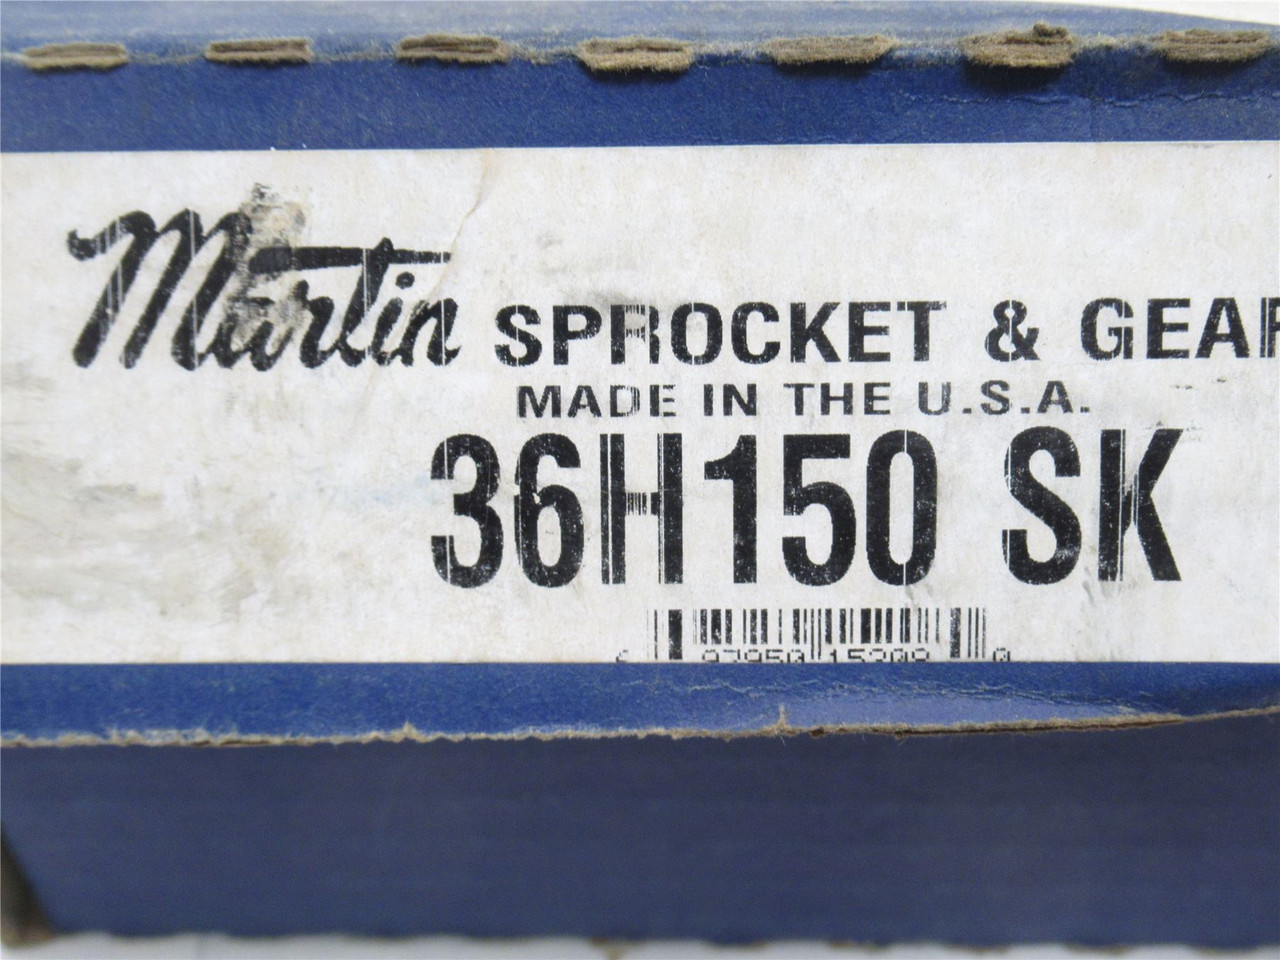 Martin SPROCKET & GEAR
MADE IN THE U.S.A.
36H150 SK